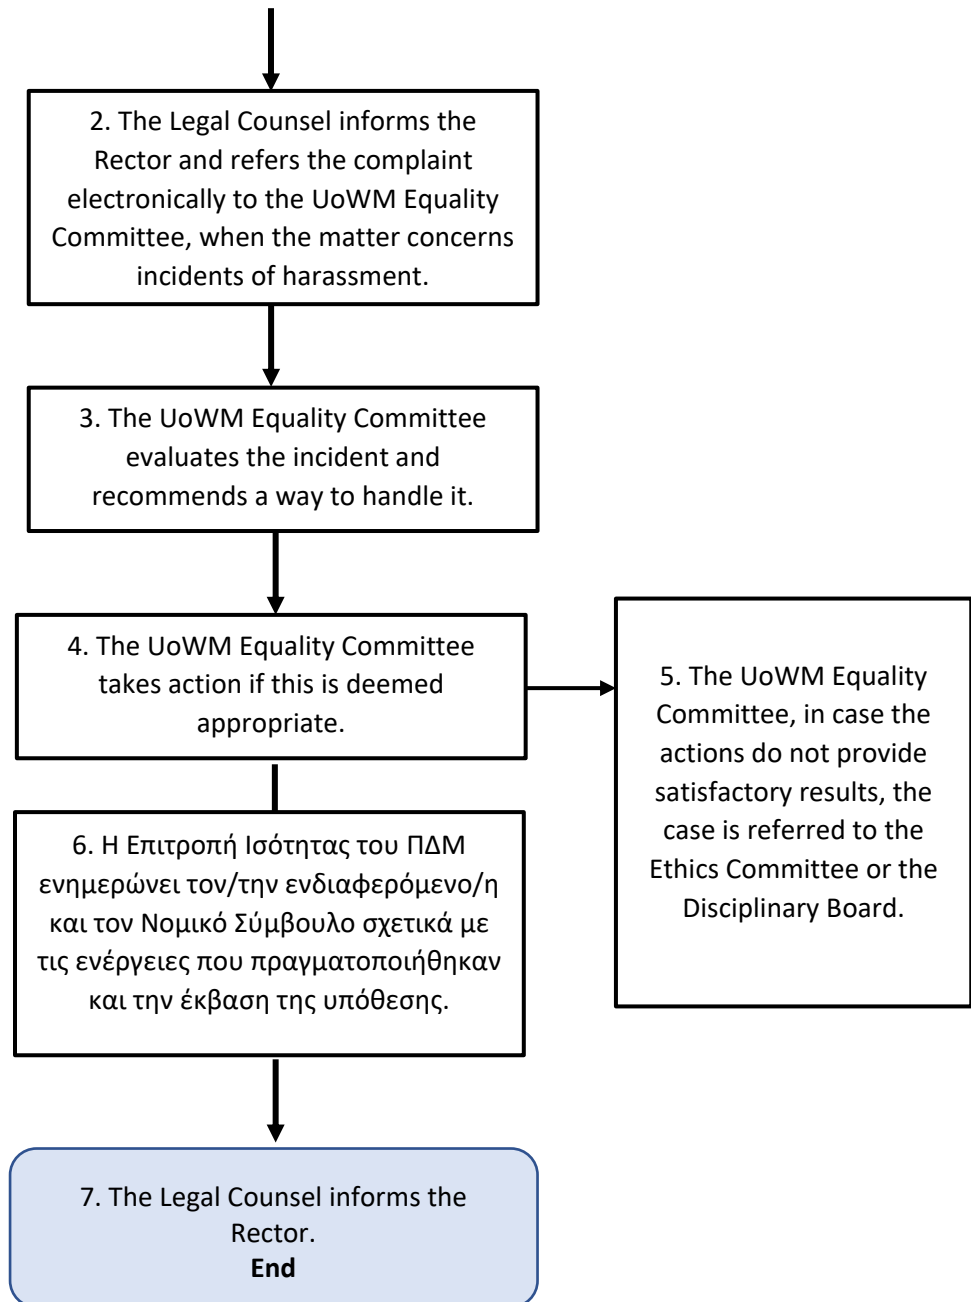 2. The Legal Counsel informs the
Rector and refers the complaint
electronically to the UoWM Equality
Committee, when the matter concerns
incidents of harassment.
3. The UoWM Equality Committee
evaluates the incident and
recommends a way to handle it.
4. The UoWM Equality Committee
takes action if this is deemed
appropriate.
5. The UoWM Equality
Committee, in case the
actions do not provide
satisfactory results, the
case is referred to the
Ethics Committee or the
Disciplinary Board.
6. Η Επιτροπή Ισότητας του ΠΔΜ
ενημερώνει τον/την ενδιαφερόμενο/η
και τον Νομικό Σύμβουλο σχετικά με
τις ενέργειες που πραγματοποιήθηκαν
και την έκβαση της υπόθεσης.
7. The Legal Counsel informs the
Rector.
End